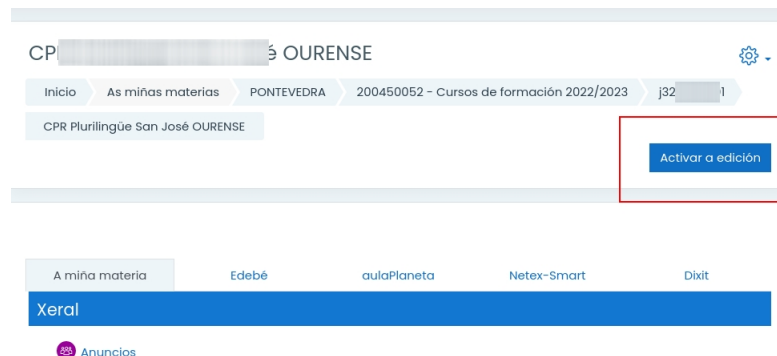 CP é OURENSE
Inicio As miñas materias PONTEVEDRA 200450052 - Cursos de formación 2022/2023 j32 1
CPR Plurilingüe San José OURENSE
Activar a edición
A miña materia Edebé aulaPlaneta Netex-Smart Dixit
Xeral
Anuncios